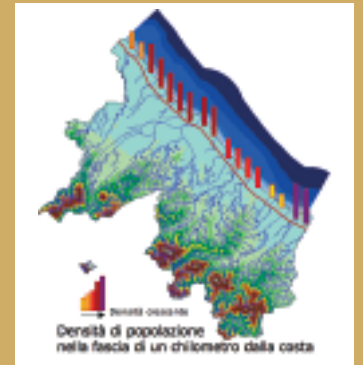 Densità crescente
Densità di popolazione
nella fascia di un chilometro dalla costa